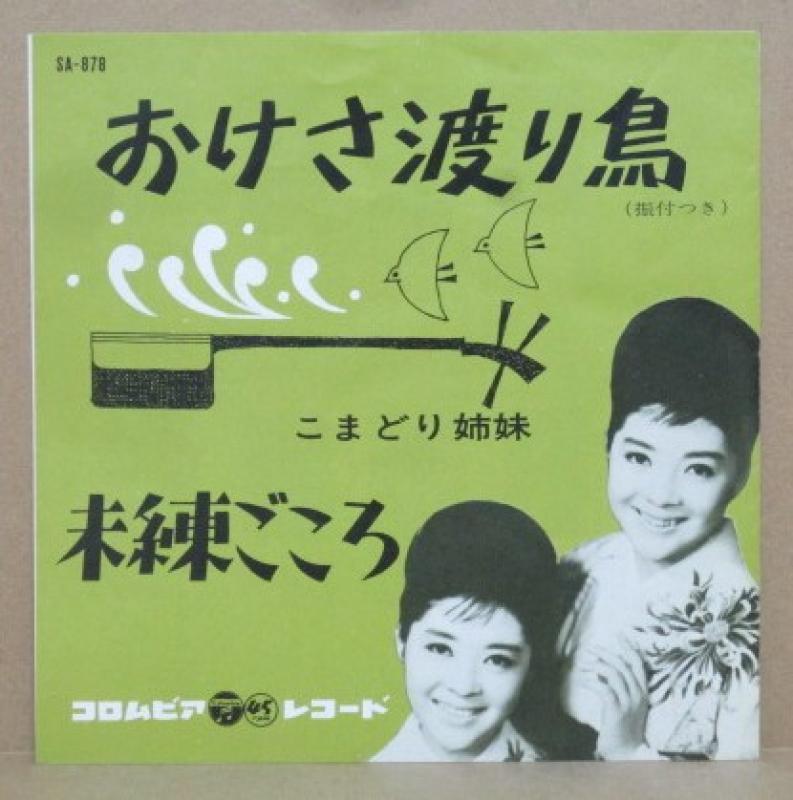 SA-878
おけさ渡り鳥
(振付つき)
こまどり姉妹
未練ごころ
コロムビア 45 レコード